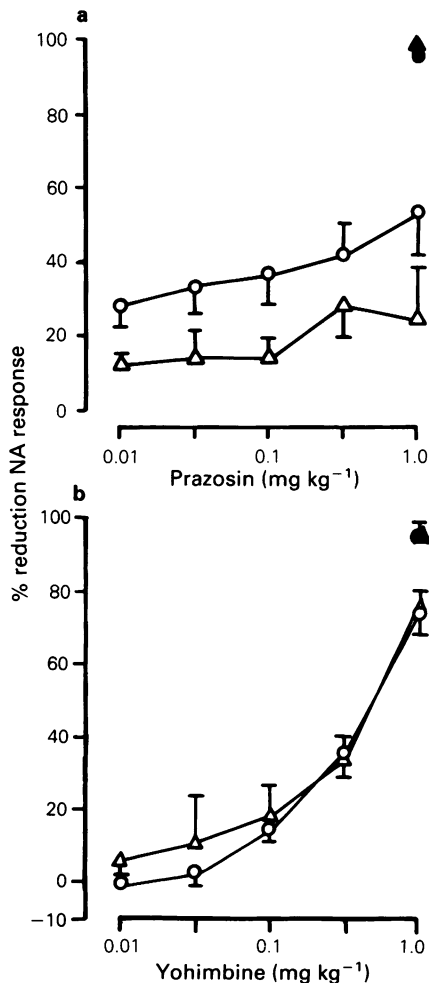 a
100
80
60
40
20
0
0.01 0.1 1.0
Prazosin (mg kg⁻¹)
% reduction NA response
b
100
80
60
40
20
0
−10
0.01 0.1 1.0
Yohimbine (mg kg⁻¹)